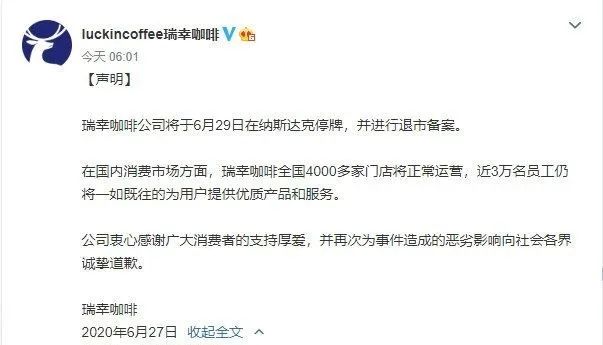 luckincoffee瑞幸咖啡
今天 06:01
【声明】
瑞幸咖啡公司将于6月29日在纳斯达克停牌，并进行退市备案。
在国内消费市场方面，瑞幸咖啡全国4000多家门店将正常运营，近3万名员工仍
将一如既往的为用户提供优质产品和服务。
公司衷心感谢广大消费者的支持厚爱，并再次为事件造成的恶劣影响向社会各界
诚挚道歉。
瑞幸咖啡
2020年6月27日 收起全文